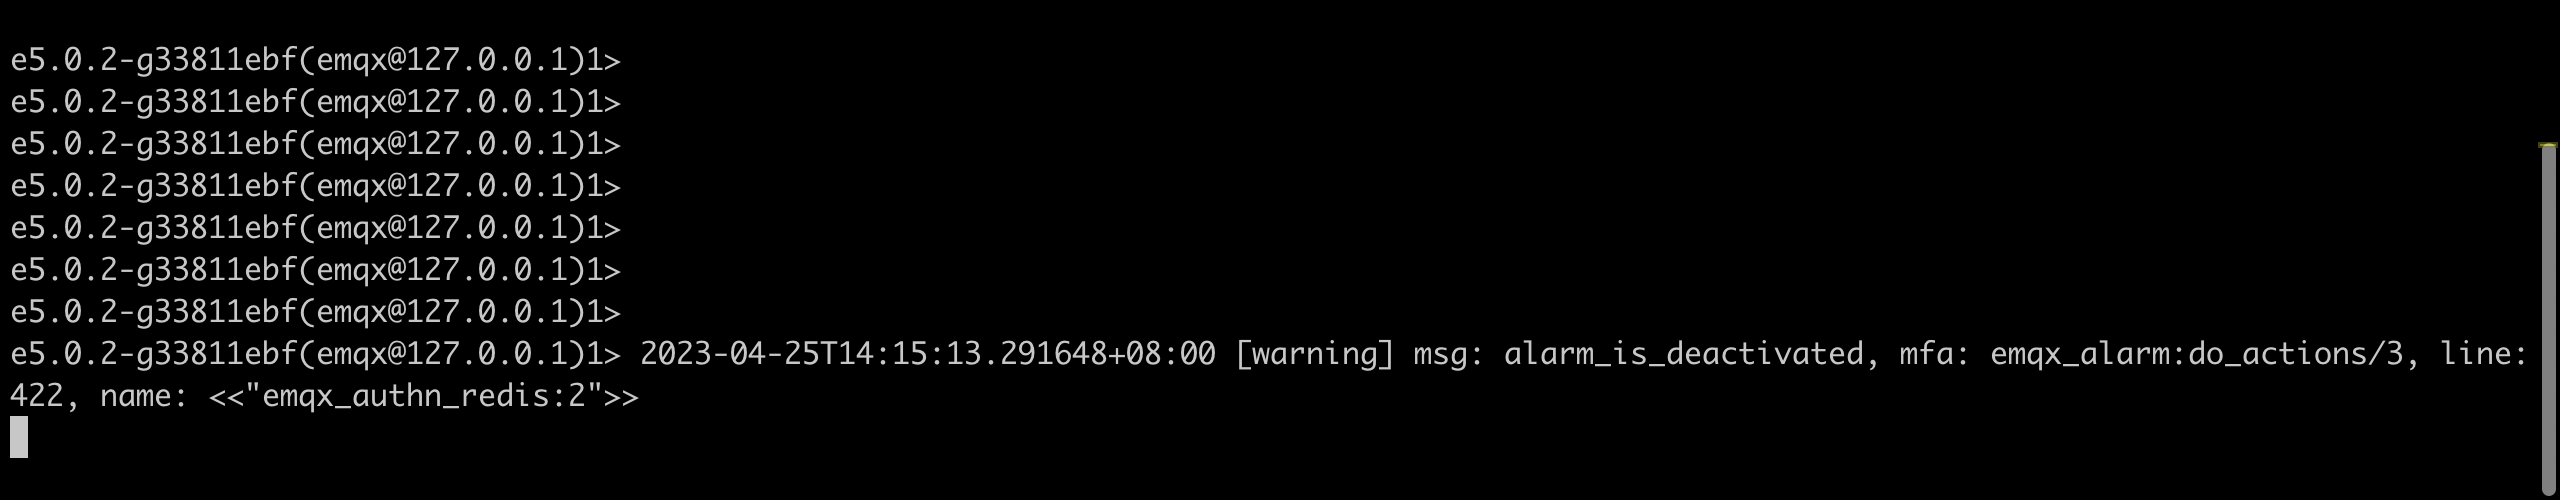 e5.0.2-g33811ebf(emqx@127.0.0.1)1>
e5.0.2-g33811ebf(emqx@127.0.0.1)1>
e5.0.2-g33811ebf(emqx@127.0.0.1)1>
e5.0.2-g33811ebf(emqx@127.0.0.1)1>
e5.0.2-g33811ebf(emqx@127.0.0.1)1>
e5.0.2-g33811ebf(emqx@127.0.0.1)1>
e5.0.2-g33811ebf(emqx@127.0.0.1)1>
e5.0.2-g33811ebf(emqx@127.0.0.1)1> 2023-04-25T14:15:13.291648+08:00 [warning] msg: alarm_is_deactivated, mfa: emqx_alarm:do_actions/3, line:
422, name: <<"emqx_authn_redis:2">>